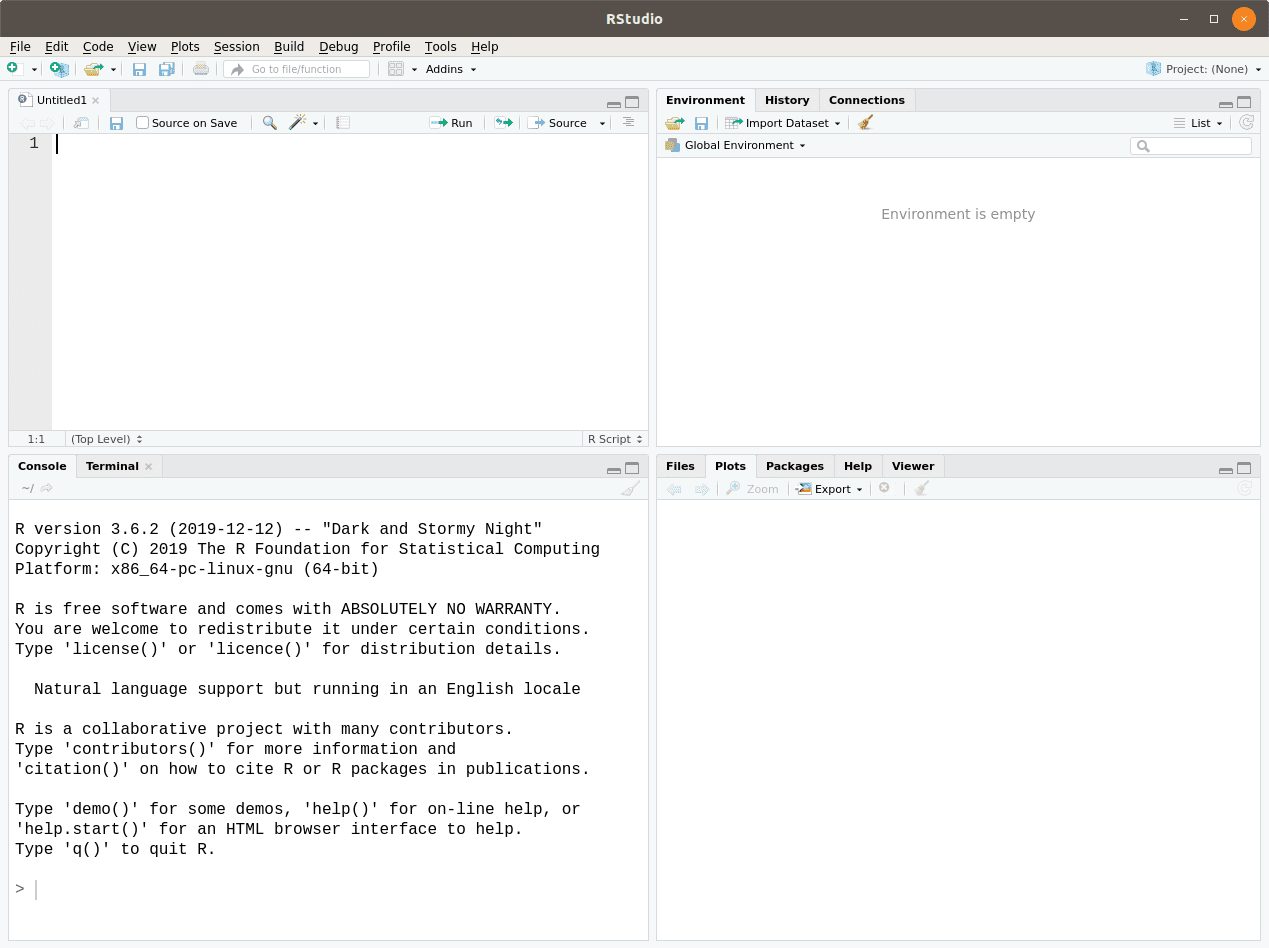 RStudio
File Edit Code View Plots Session Build Debug Profile Tools Help
Go to file/function Addins Project: (None)
Untitled1
Source on Save Run Source
1
1:1 (Top Level) R Script
Environment History Connections
Import Dataset List
Global Environment
Environment is empty
Console Terminal
~/
R version 3.6.2 (2019-12-12) -- "Dark and Stormy Night"
Copyright (C) 2019 The R Foundation for Statistical Computing
Platform: x86_64-pc-linux-gnu (64-bit)
R is free software and comes with ABSOLUTELY NO WARRANTY.
You are welcome to redistribute it under certain conditions.
Type 'license()' or 'licence()' for distribution details.
Natural language support but running in an English locale
R is a collaborative project with many contributors.
Type 'contributors()' for more information and
'citation()' on how to cite R or R packages in publications.
Type 'demo()' for some demos, 'help()' for on-line help, or
'help.start()' for an HTML browser interface to help.
Type 'q()' to quit R.
>
Files Plots Packages Help Viewer
Zoom Export